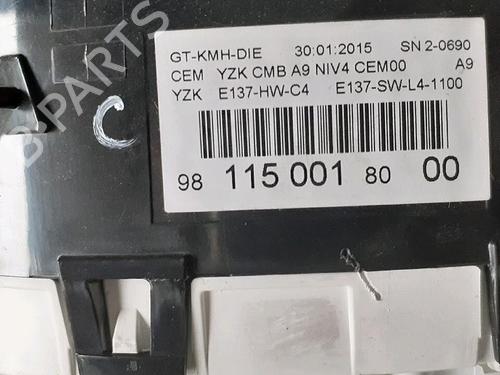 GT-KMH-DIE 30:01:2015 SN 2-0690
CEM YZK CMB A9 NIV4 CEM00 A9
YZK E137-HW-C4 E137-SW-L4-1100
98 115 001 80 00
C
B-PARTS